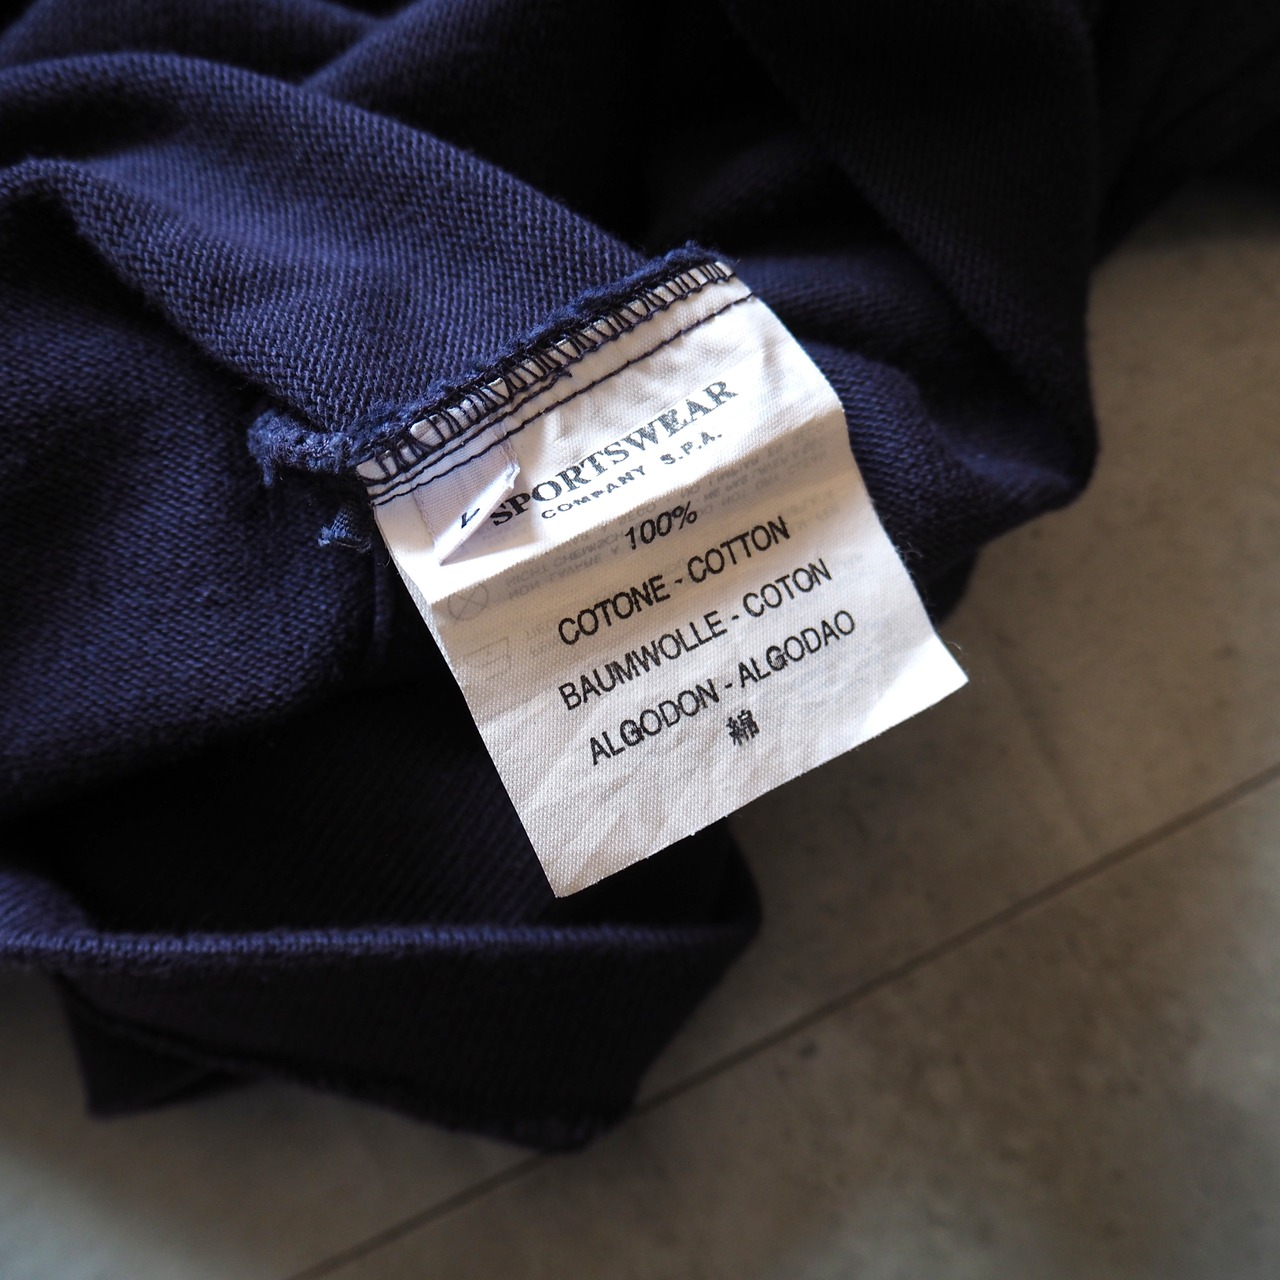 SPORTSWEAR
COMPANY S.P.A.
100%
COTONE - COTTON
BAUMWOLLE - COTON
ALGODON - ALGODAO
綿